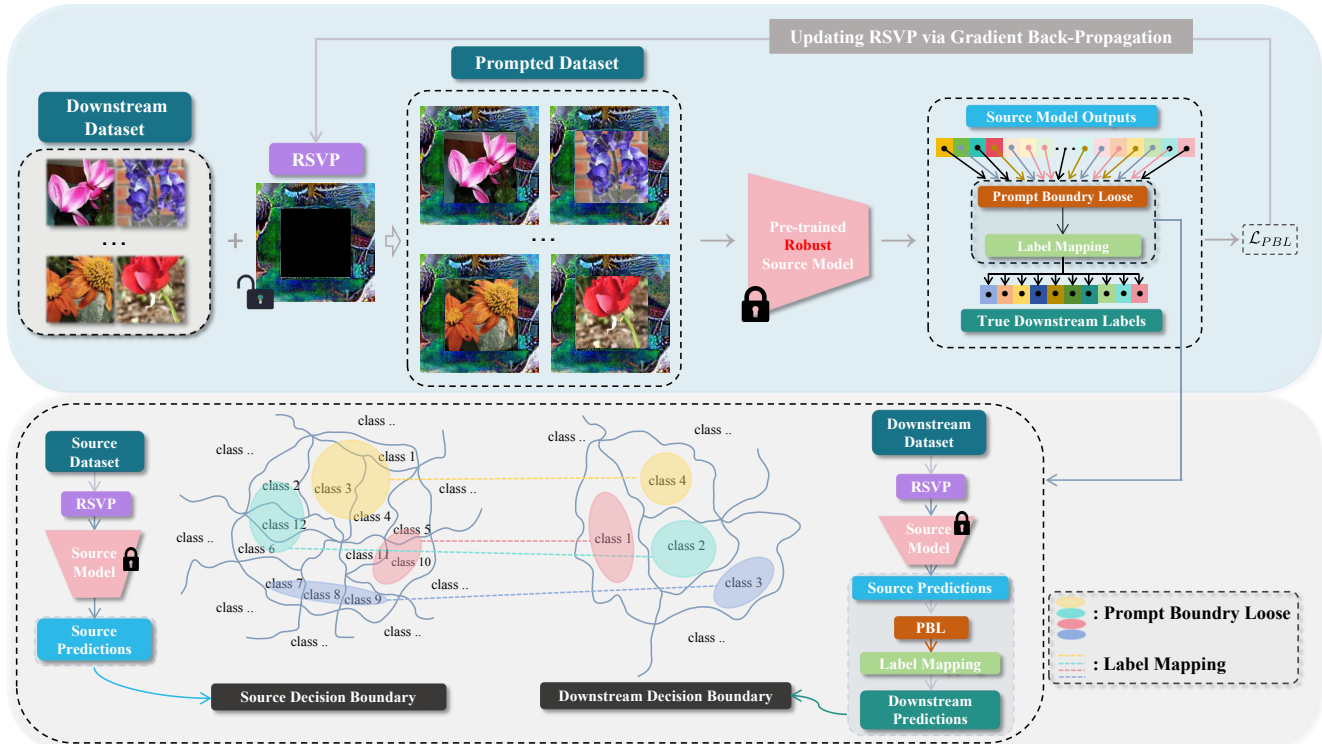 Updating RSVP via Gradient Back-Propagation
Prompted Dataset
Downstream
Dataset
RSVP
...
+
...
Pre-trained
Robust
Source Model
Source Model Outputs
...
Prompt Boundry Loose
Label Mapping
True Downstream Labels
ℒ_PBL
Source
Dataset
RSVP
Source
Model
Source
Predictions
class ..
class ..
class ..
class ..
class ..
class ..
class ..
class ..
class ..
class ..
class ..
class 1
class 2
class 3
class 4
class 12
class 5
class 6
class 11
class 10
class 7
class 8
class 9
Source Decision Boundary
class ..
class ..
class ..
class ..
class 4
class 1
class 2
class 3
Downstream Decision Boundary
Downstream
Dataset
RSVP
Source
Model
Source Predictions
PBL
Label Mapping
Downstream
Predictions
: Prompt Boundry Loose
: Label Mapping